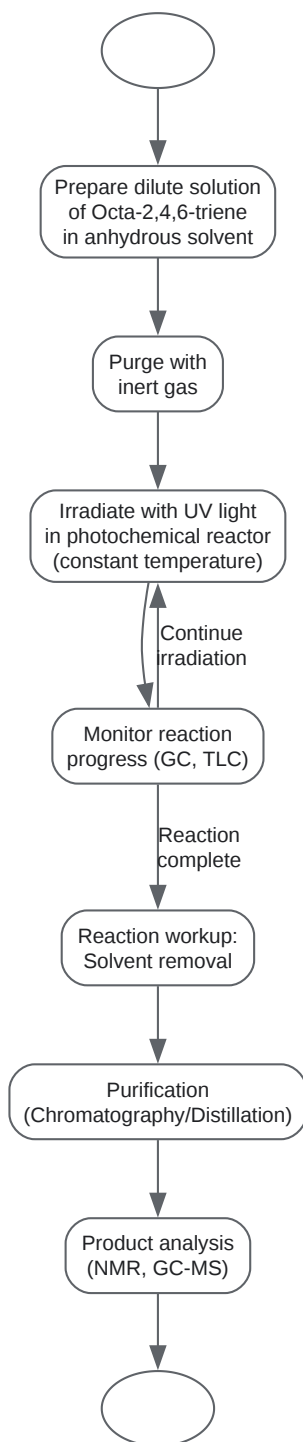 Prepare dilute solution
of Octa-2,4,6-triene
in anhydrous solvent
Purge with
inert gas
Irradiate with UV light
in photochemical reactor
(constant temperature)
Continue
irradiation
Monitor reaction
progress (GC, TLC)
Reaction
complete
Reaction workup:
Solvent removal
Purification
(Chromatography/Distillation)
Product analysis
(NMR, GC-MS)